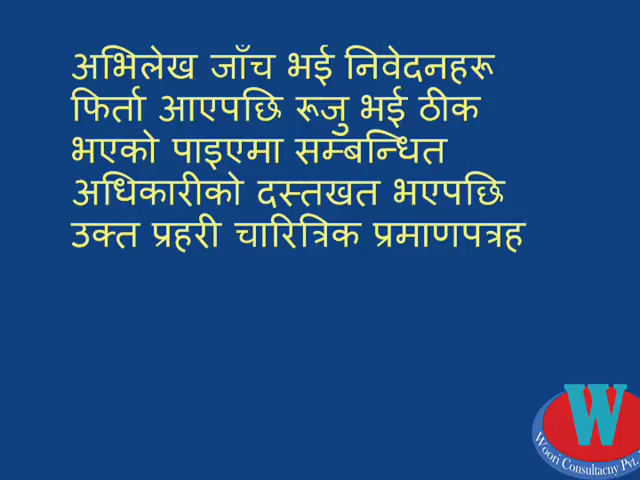 अभिलेख जाँच भई निवेदनहरू
फिर्ता आएपछि रूजु भई ठीक
भएको पाइएमा सम्बन्धित
अधिकारीको दस्तखत भएपछि
उक्त प्रहरी चारित्रिक प्रमाणपत्रह
W
Woori Consultacny Pvt.